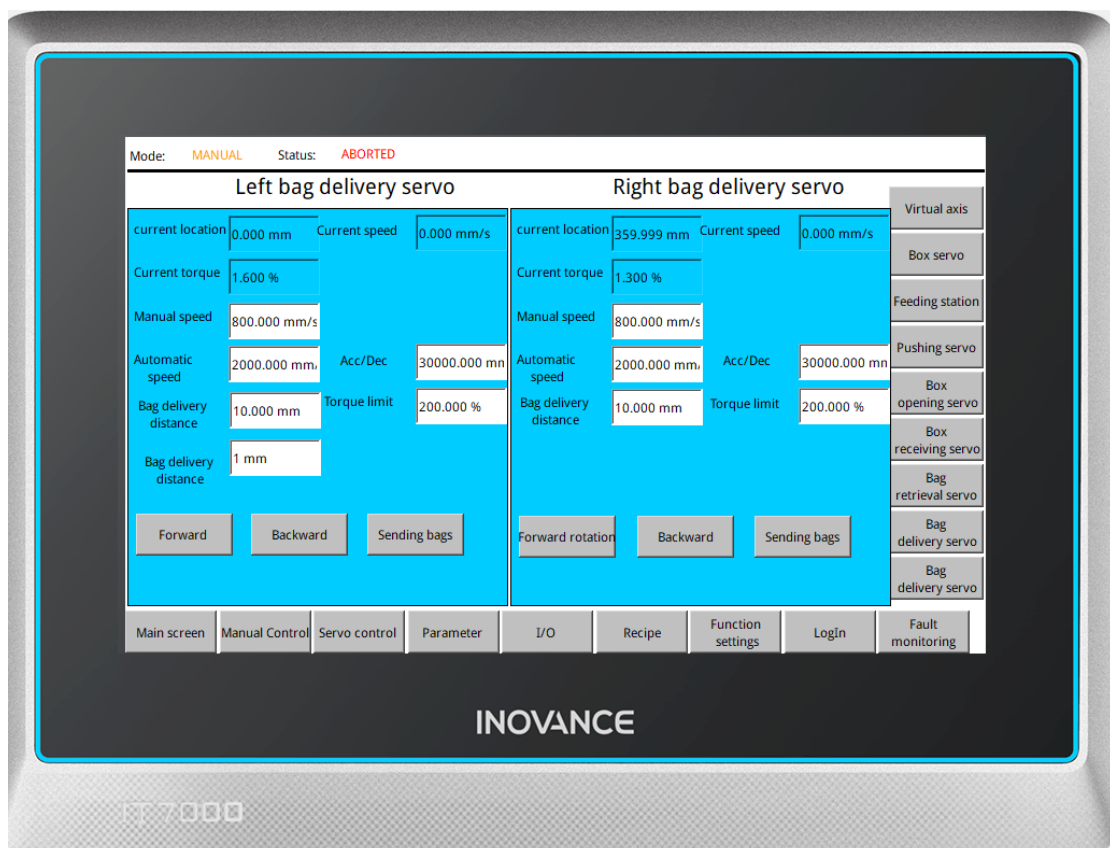 Mode: MANUAL Status: ABORTED
Left bag delivery servo
Right bag delivery servo
current location 0.000 mm Current speed 0.000 mm/s
Current torque 1.600 %
Manual speed 800.000 mm/s
Automatic speed 2000.000 mm/ Acc/Dec 30000.000 mm
Bag delivery distance 10.000 mm Torque limit 200.000 %
Bag delivery distance 1 mm
Forward Backward Sending bags
current location 359.999 mm Current speed 0.000 mm/s
Current torque 1.300 %
Manual speed 800.000 mm/s
Automatic speed 2000.000 mm/ Acc/Dec 30000.000 mm
Bag delivery distance 10.000 mm Torque limit 200.000 %
Forward rotation Backward Sending bags
Virtual axis
Box servo
Feeding station
Pushing servo
Box
opening servo
Box
receiving servo
Bag
retrieval servo
Bag
delivery servo
Bag
delivery servo
Main screen Manual Control Servo control Parameter I/O Recipe Function settings LogIn Fault monitoring
INOVANCE
IT7000